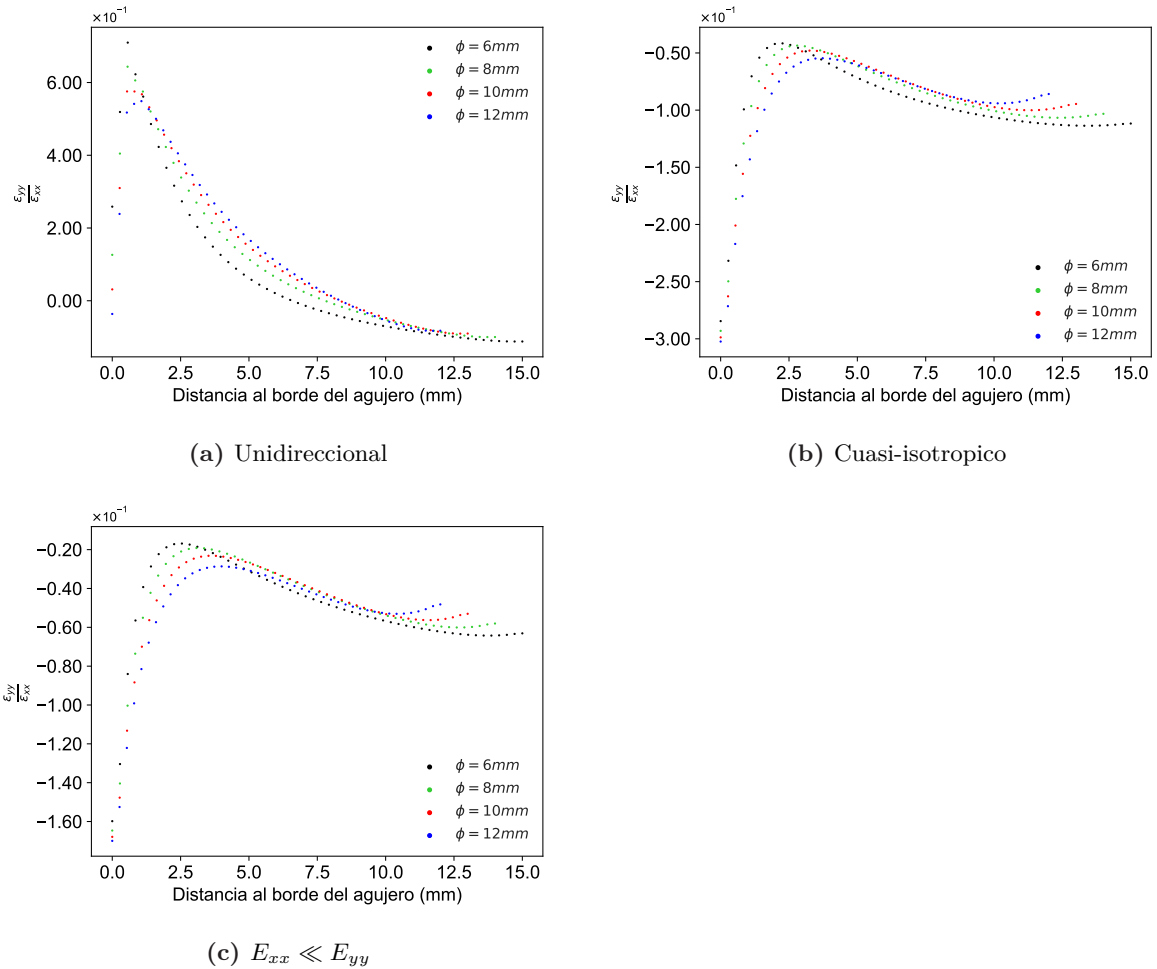 ×10⁻¹
6.00
4.00
2.00
0.00
εyy
εxx
ϕ = 6mm
ϕ = 8mm
ϕ = 10mm
ϕ = 12mm
0.0 2.5 5.0 7.5 10.0 12.5 15.0
Distancia al borde del agujero (mm)
(a) Unidireccional
×10⁻¹
−0.50
−1.00
−1.50
−2.00
−2.50
−3.00
εyy
εxx
ϕ = 6mm
ϕ = 8mm
ϕ = 10mm
ϕ = 12mm
0.0 2.5 5.0 7.5 10.0 12.5 15.0
Distancia al borde del agujero (mm)
(b) Cuasi-isotropico
×10⁻¹
−0.20
−0.40
−0.60
−0.80
−1.00
−1.20
−1.40
−1.60
εyy
εxx
ϕ = 6mm
ϕ = 8mm
ϕ = 10mm
ϕ = 12mm
0.0 2.5 5.0 7.5 10.0 12.5 15.0
Distancia al borde del agujero (mm)
(c) Exx ≪ Eyy